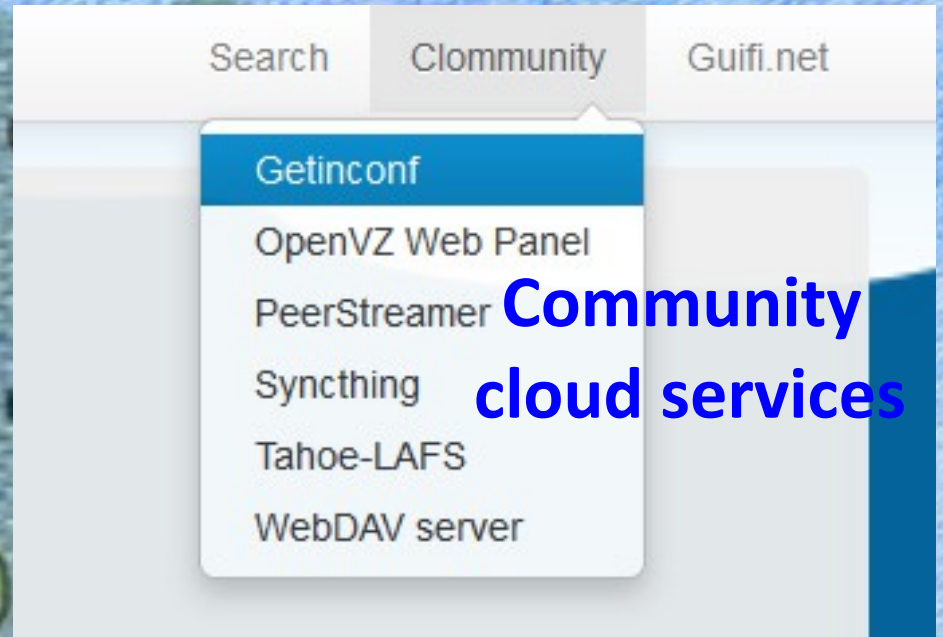 Search Clommunity Guifi.net
Getinconf
OpenVZ Web Panel
PeerStreamer
Syncthing
Tahoe-LAFS
WebDAV server
Community
cloud services